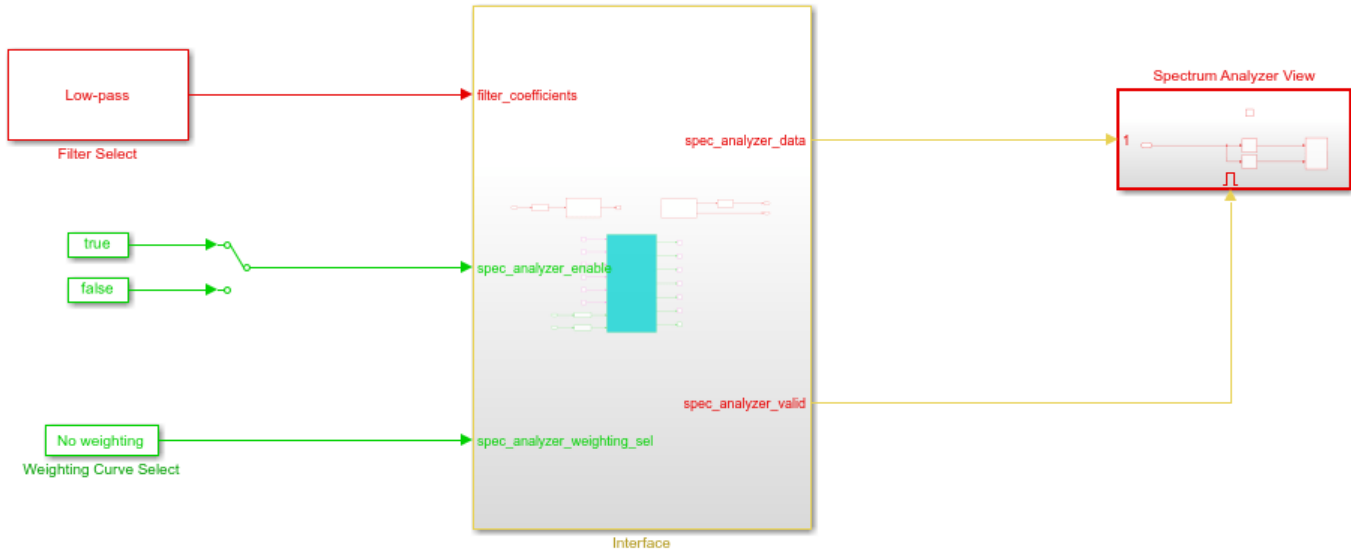 Low-pass
Filter Select
true
false
No weighting
Weighting Curve Select
filter_coefficients
spec_analyzer_enable
spec_analyzer_weighting_sel
spec_analyzer_data
spec_analyzer_valid
Interface
Spectrum Analyzer View
1